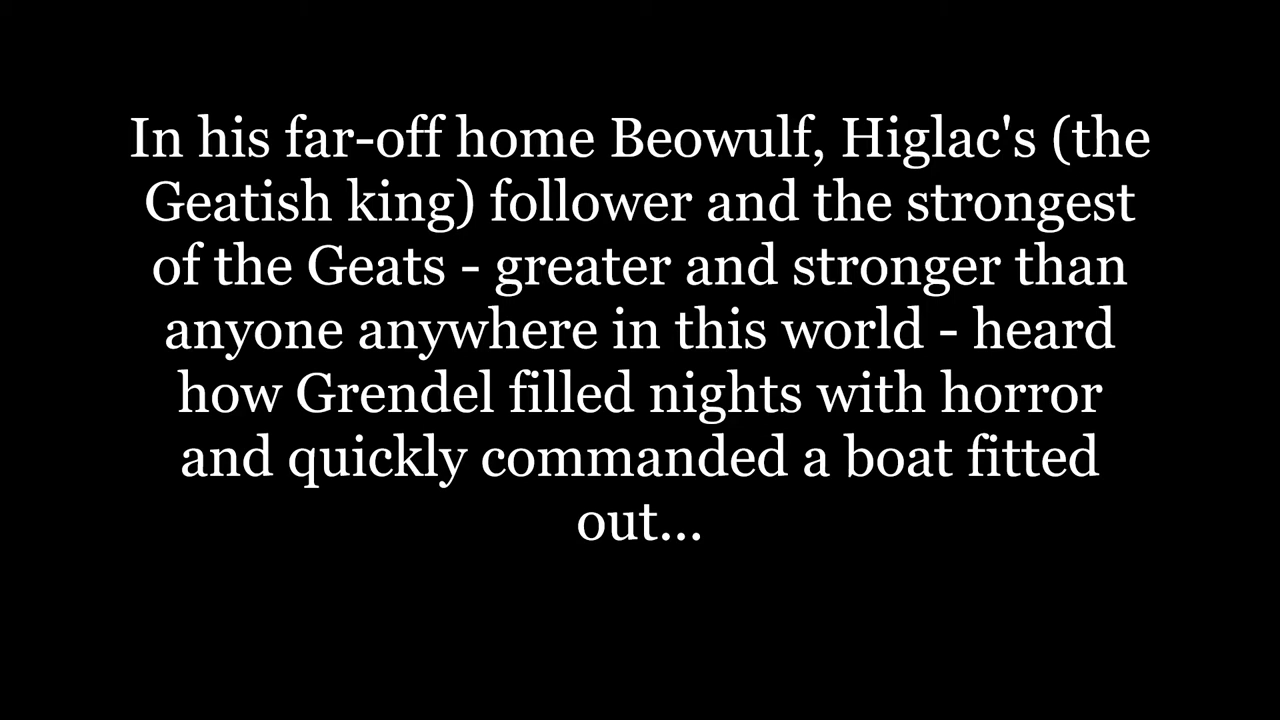 In his far-off home Beowulf, Higlac's (the
Geatish king) follower and the strongest
of the Geats - greater and stronger than
anyone anywhere in this world - heard
how Grendel filled nights with horror
and quickly commanded a boat fitted
out...